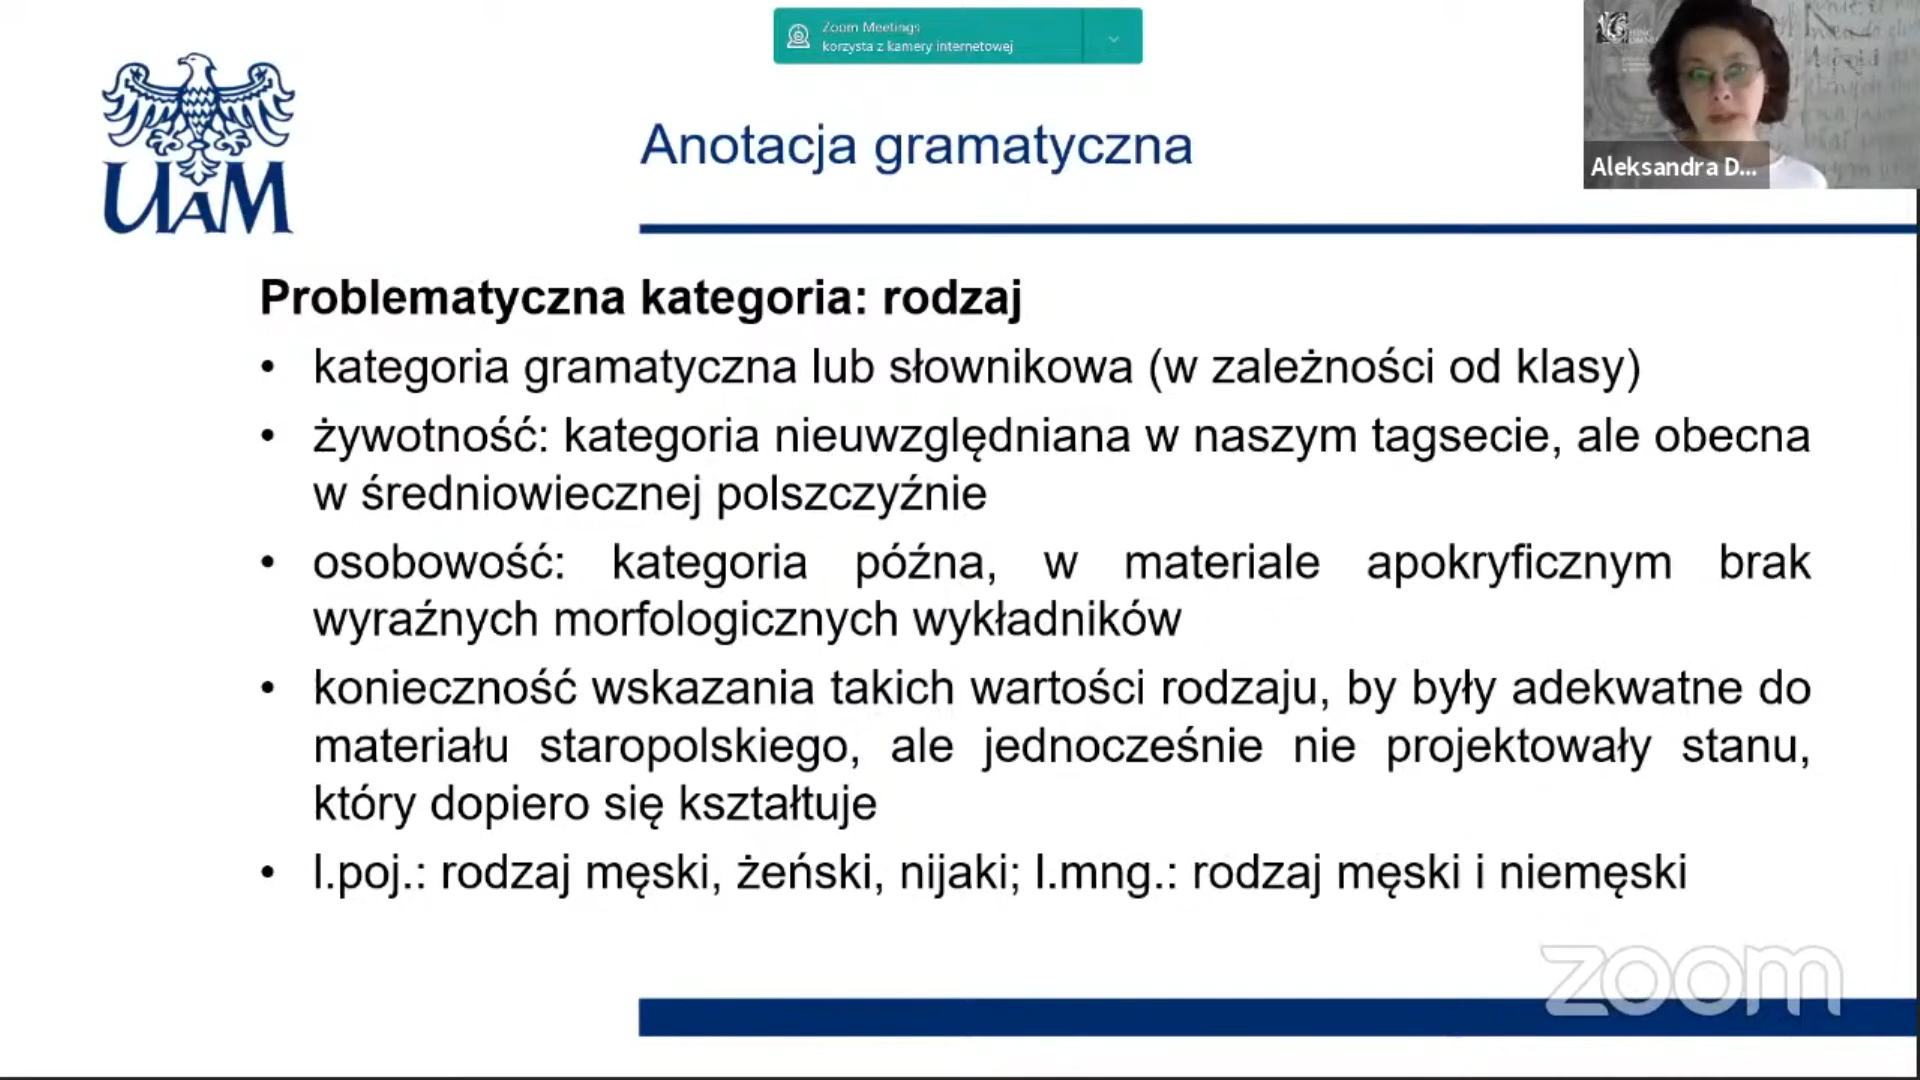 Zoom Meetings
korzysta z kamery internetowej
UAM
Anotacja gramatyczna
Aleksandra D...
Problematyczna kategoria: rodzaj
• kategoria gramatyczna lub słownikowa (w zależności od klasy)
• żywotność: kategoria nieuwzględniana w naszym tagsecie, ale obecna
w średniowiecznej polszczyźnie
• osobowość: kategoria późna, w materiale apokryficznym brak
wyraźnych morfologicznych wykładników
• konieczność wskazania takich wartości rodzaju, by były adekwatne do
materiału staropolskiego, ale jednocześnie nie projektowały stanu,
który dopiero się kształtuje
• l.poj.: rodzaj męski, żeński, nijaki; l.mng.: rodzaj męski i niemęski
zoom